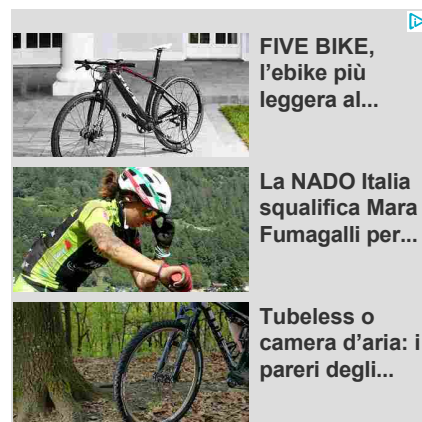 FIVE BIKE,
l'ebike più
leggera al...
La NADO Italia
squalifica Mara
Fumagalli per...
Tubeless o
camera d'aria: i
pareri degli...